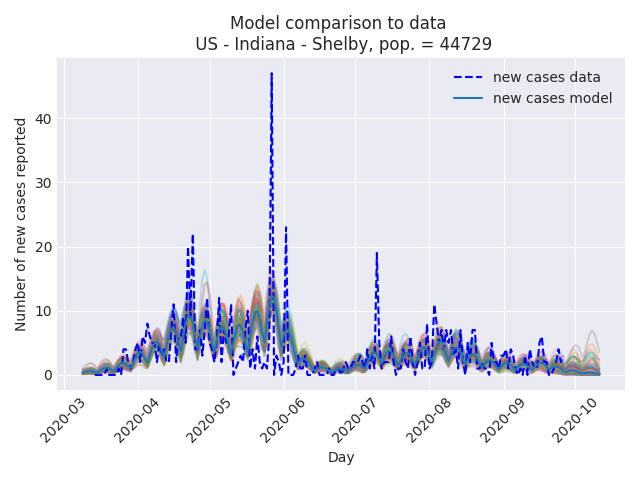 Model comparison to data
US - Indiana - Shelby, pop. = 44729
new cases data
new cases model
Number of new cases reported
40
30
20
10
0
2020-03
2020-04
2020-05
2020-06
2020-07
2020-08
2020-09
2020-10
Day